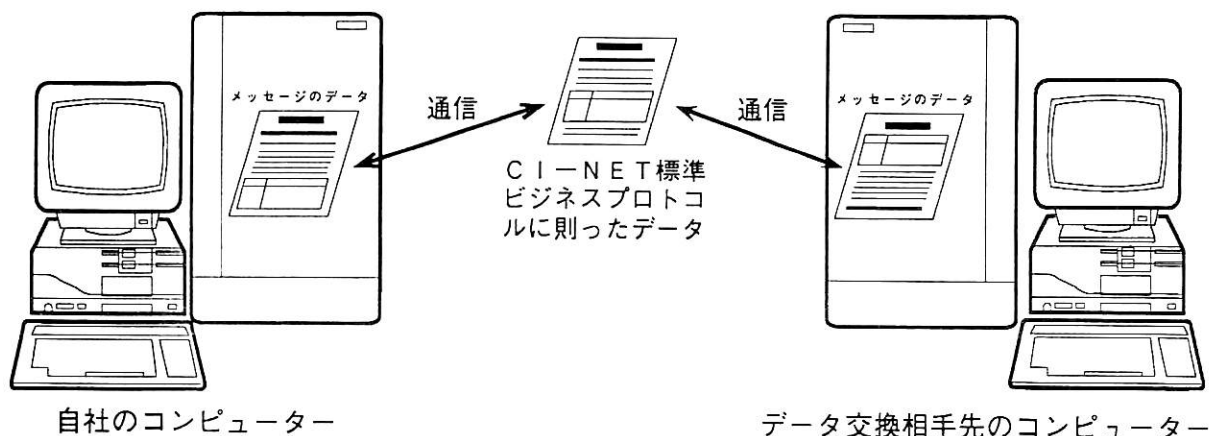 メッセージのデータ
通信
CI－NET標準
ビジネスプロトコ
ルに則ったデータ
通信
メッセージのデータ
自社のコンピューター
データ交換相手先のコンピューター